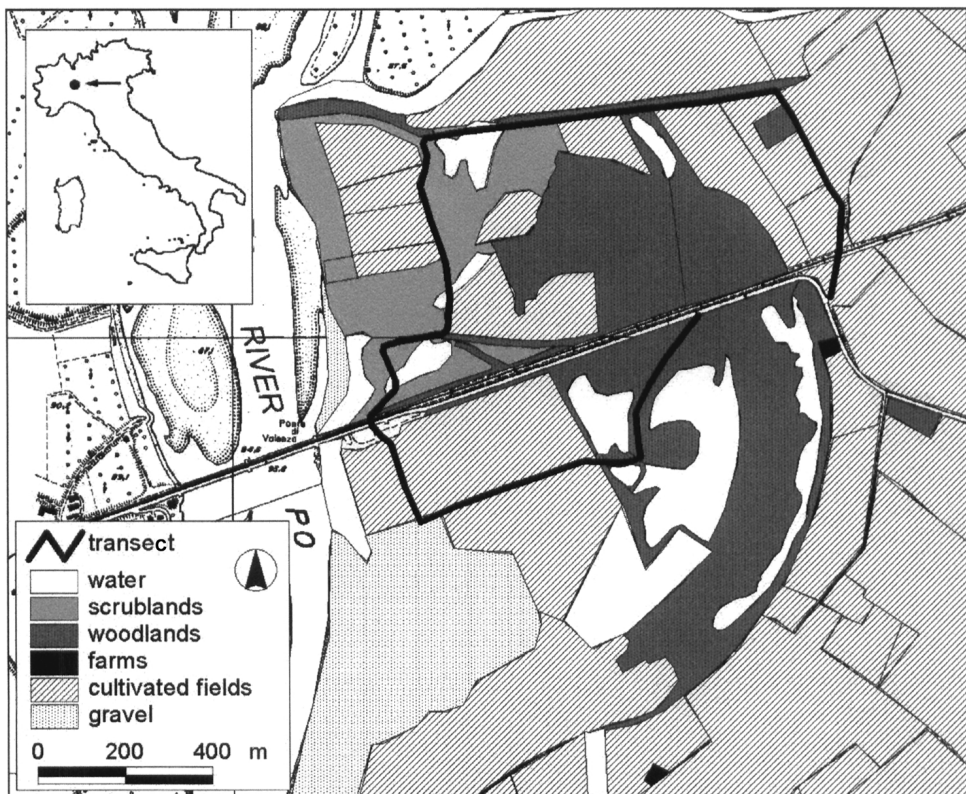 RIVER
PO
transect
water
scrublands
woodlands
farms
cultivated fields
gravel
0 200 400 m